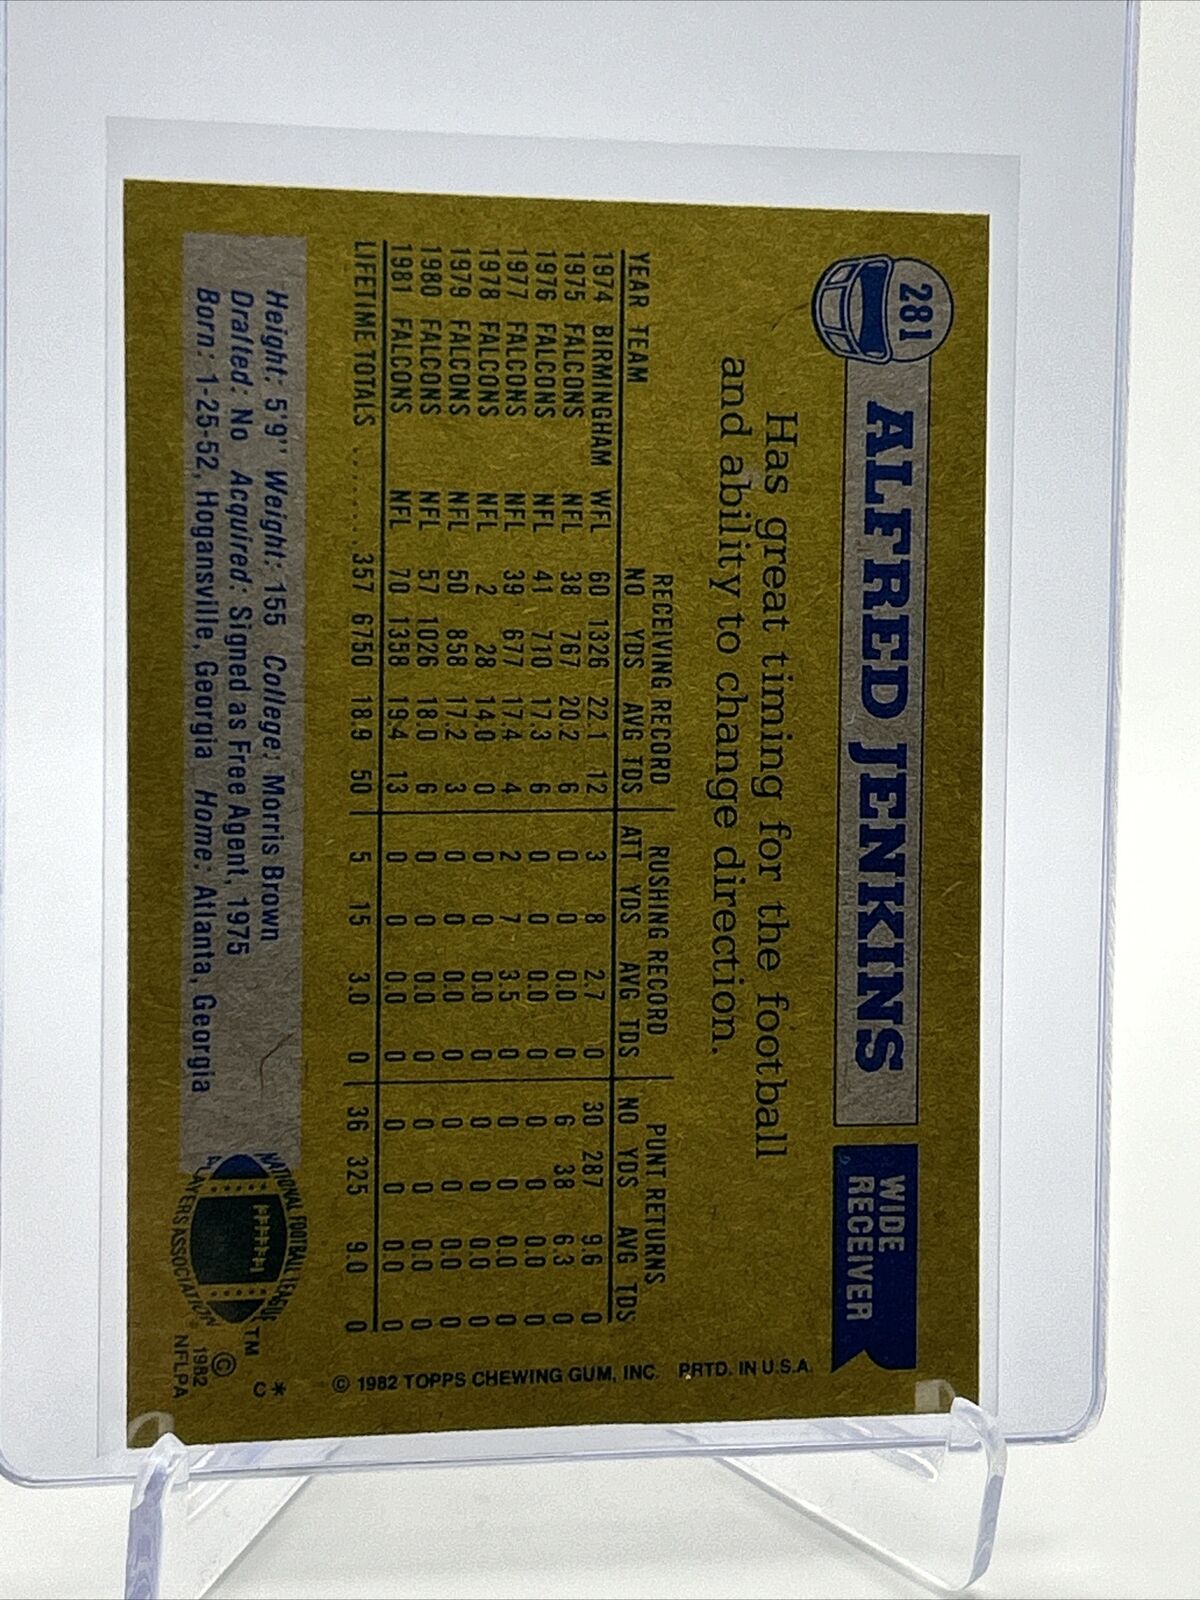 281
ALFRED JENKINS
WIDE
RECEIVER
Has great timing for the football
and ability to change direction.
RECEIVING RECORD RUSHING RECORD PUNT RETURNS
YEAR TEAM NO YDS AVG TDS ATT YDS AVG TDS NO YDS AVG TDS
1974 BIRMINGHAM WFL 60 1326 22.1 12 3 8 2.7 0 30 287 9.6 0
1975 FALCONS NFL 38 767 20.2 6 0 0 0.0 0 6 38 6.3 0
1976 FALCONS NFL 41 710 17.3 6 0 0 0.0 0 0 0 0.0 0
1977 FALCONS NFL 39 677 17.4 4 2 7 3.5 0 0 0 0.0 0
1978 FALCONS NFL 2 28 14.0 0 0 0 0.0 0 0 0 0.0 0
1979 FALCONS NFL 50 858 17.2 3 0 0 0.0 0 0 0 0.0 0
1980 FALCONS NFL 57 1026 18.0 6 0 0 0.0 0 0 0 0.0 0
1981 FALCONS NFL 70 1358 19.4 13 0 0 0.0 0 0 0 0.0 0
LIFETIME TOTALS ........ 357 6750 18.9 50 5 15 3.0 0 36 325 9.0 0
Height: 5'9" Weight: 155 College: Morris Brown
Drafted: No Acquired: Signed as Free Agent, 1975
Born: 1-25-52, Hogansville, Georgia Home: Atlanta, Georgia
NATIONAL FOOTBALL LEAGUE
PLAYERS ASSOCIATION
TM
© 1982
NFLPA
C*
© 1982 TOPPS CHEWING GUM, INC. PRTD. IN U.S.A.